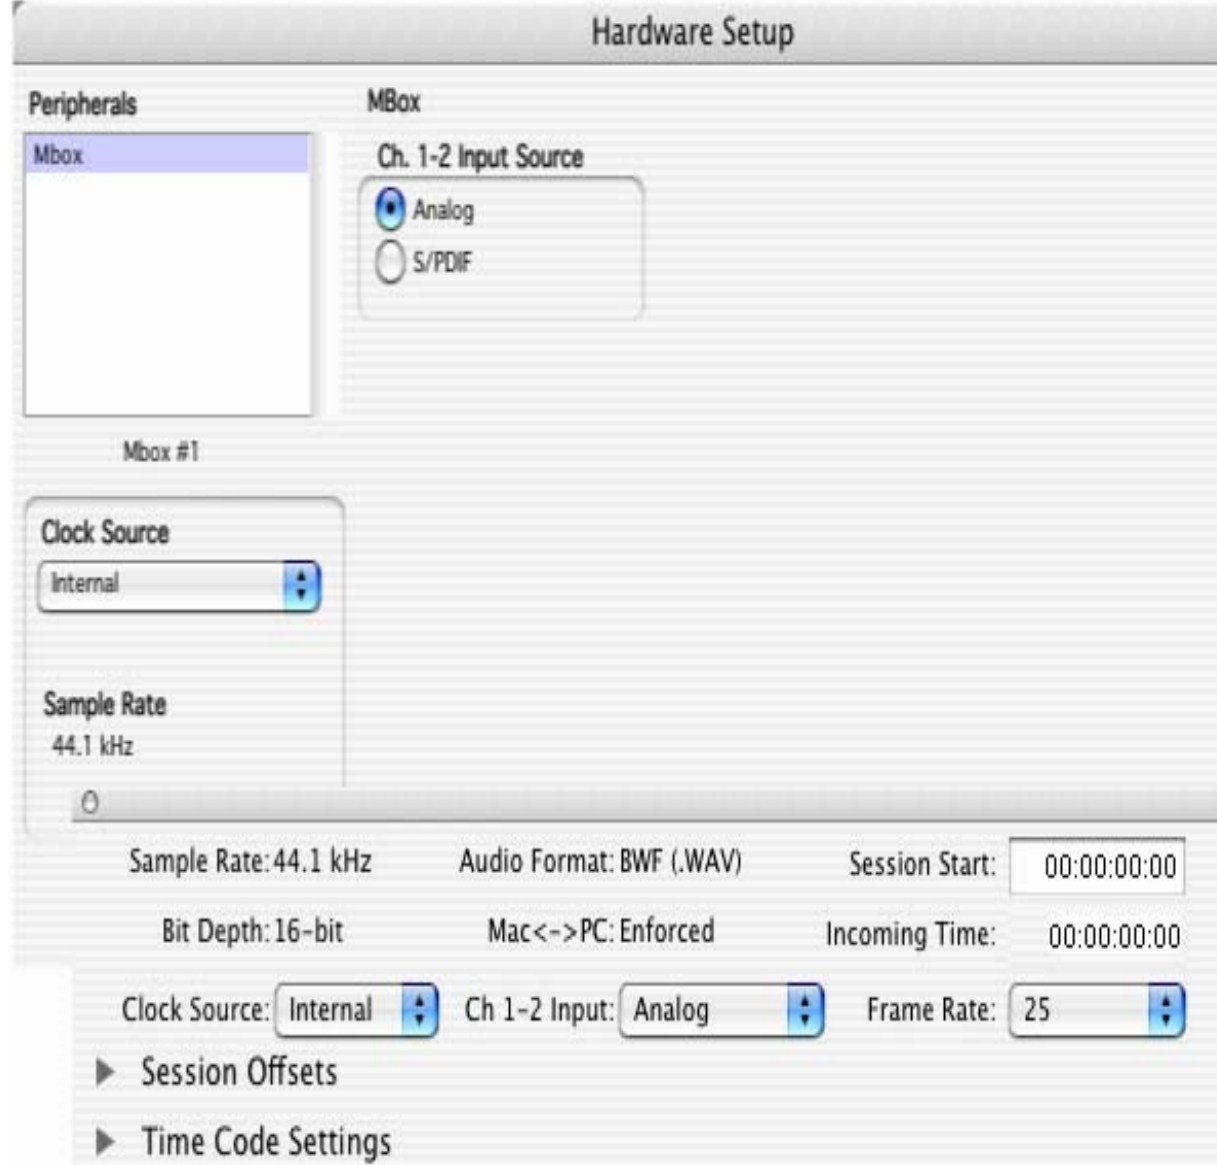 Hardware Setup
Peripherals
MBox
Mbox
Ch. 1-2 Input Source
Analog
S/PDIF
Mbox #1
Clock Source
Internal
Sample Rate
44.1 kHz
Sample Rate: 44.1 kHz Audio Format: BWF (.WAV) Session Start: 00:00:00:00
Bit Depth: 16-bit Mac<->PC: Enforced Incoming Time: 00:00:00:00
Clock Source: Internal Ch 1-2 Input: Analog Frame Rate: 25
Session Offsets
Time Code Settings